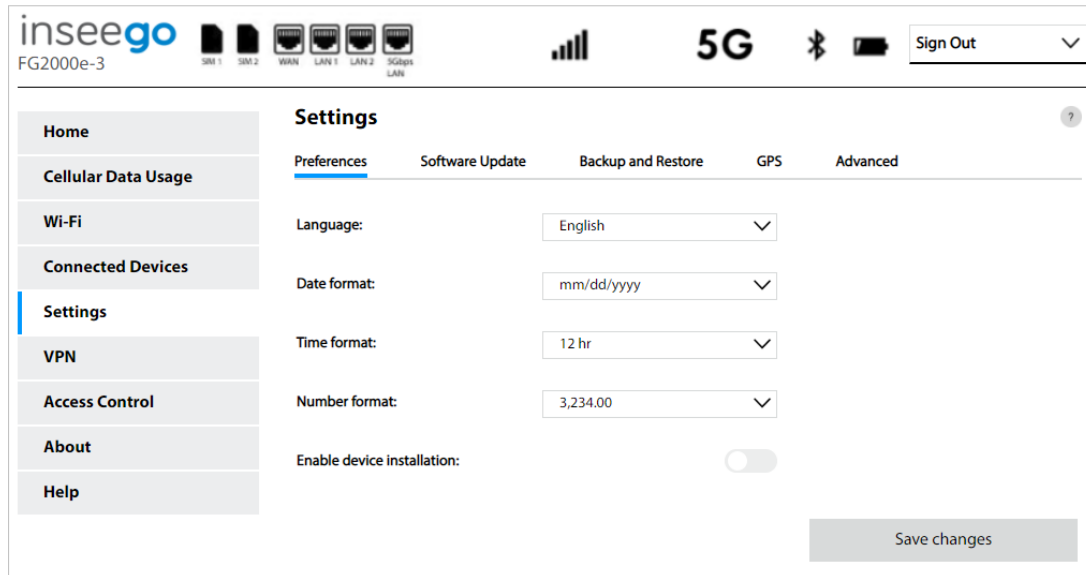 inseego
FG2000e-3
SIM 1 SIM 2 WAN LAN 1 LAN 2 5Gbps LAN
5G
Sign Out
Home
Cellular Data Usage
Wi-Fi
Connected Devices
Settings
VPN
Access Control
About
Help
Settings
?
Preferences Software Update Backup and Restore GPS Advanced
Language: English
Date format: mm/dd/yyyy
Time format: 12 hr
Number format: 3,234.00
Enable device installation:
Save changes